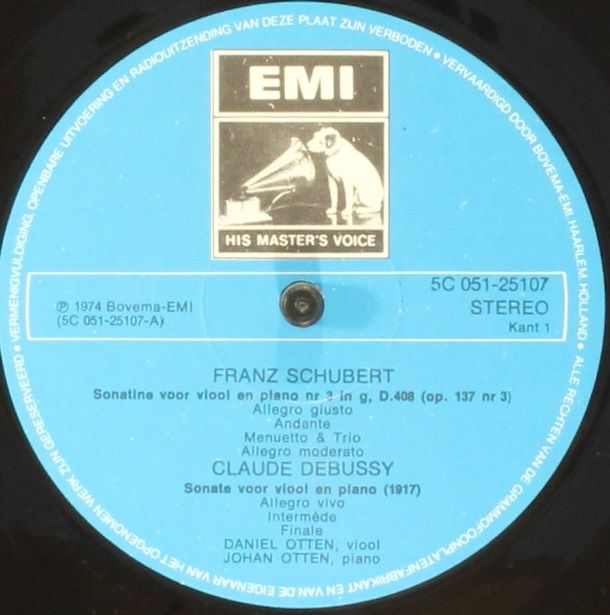 VERMENIGVULDIGING, OPENBARE UITVOERING EN RADIOUITZENDING VAN DEZE PLAAT ZIJN VERBODEN • VERVAARDIGD DOOR BOVEMA-EMI, HAARLEM, HOLLAND • ALLE RECHTEN VAN DE GRAMMOFOONPLATENFABRIKANT EN VAN DE EIGENAAR VAN HET OPGENOMEN WERK ZIJN GERESERVEERD •
EMI
HIS MASTER'S VOICE
5C 051-25107
STEREO
Kant 1
℗ 1974 Bovema-EMI
(5C 051-25107-A)
FRANZ SCHUBERT
Sonatine voor viool en piano nr 3 in g, D.408 (op. 137 nr 3)
Allegro giusto
Andante
Menuetto & Trio
Allegro moderato
CLAUDE DEBUSSY
Sonate voor viool en piano (1917)
Allegro vivo
Intermède
Finale
DANIEL OTTEN, viool
JOHAN OTTEN, piano